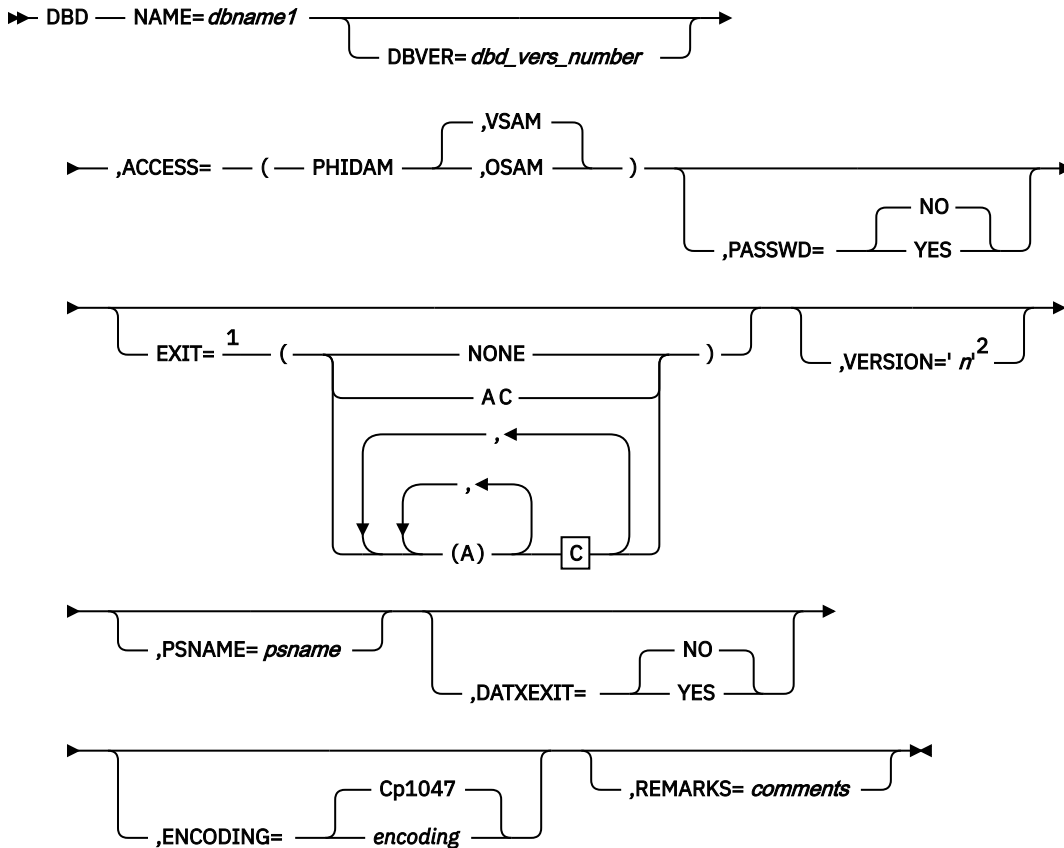 DBD NAME= dbname1
DBVER= dbd_vers_number
,VSAM
,ACCESS= ( PHIDAM ,OSAM )
NO
,PASSWD= YES
EXIT= 1 ( NONE )
,VERSION=' n' 2
A C
,
,
(A) C
,PSNAME= psname
NO
,DATXEXIT= YES
Cp1047
,ENCODING= encoding
,REMARKS= comments